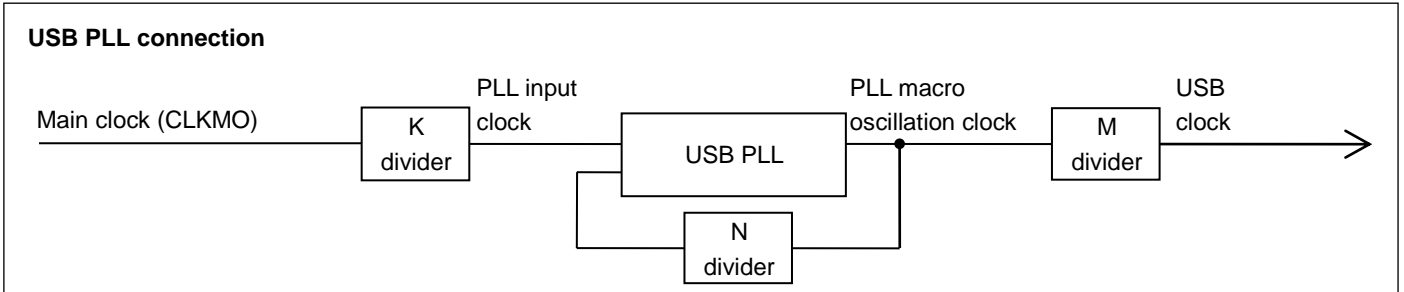 USB PLL connection
Main clock (CLKMO)
K
divider
PLL input
clock
USB PLL
N
divider
PLL macro
oscillation clock
M
divider
USB
clock